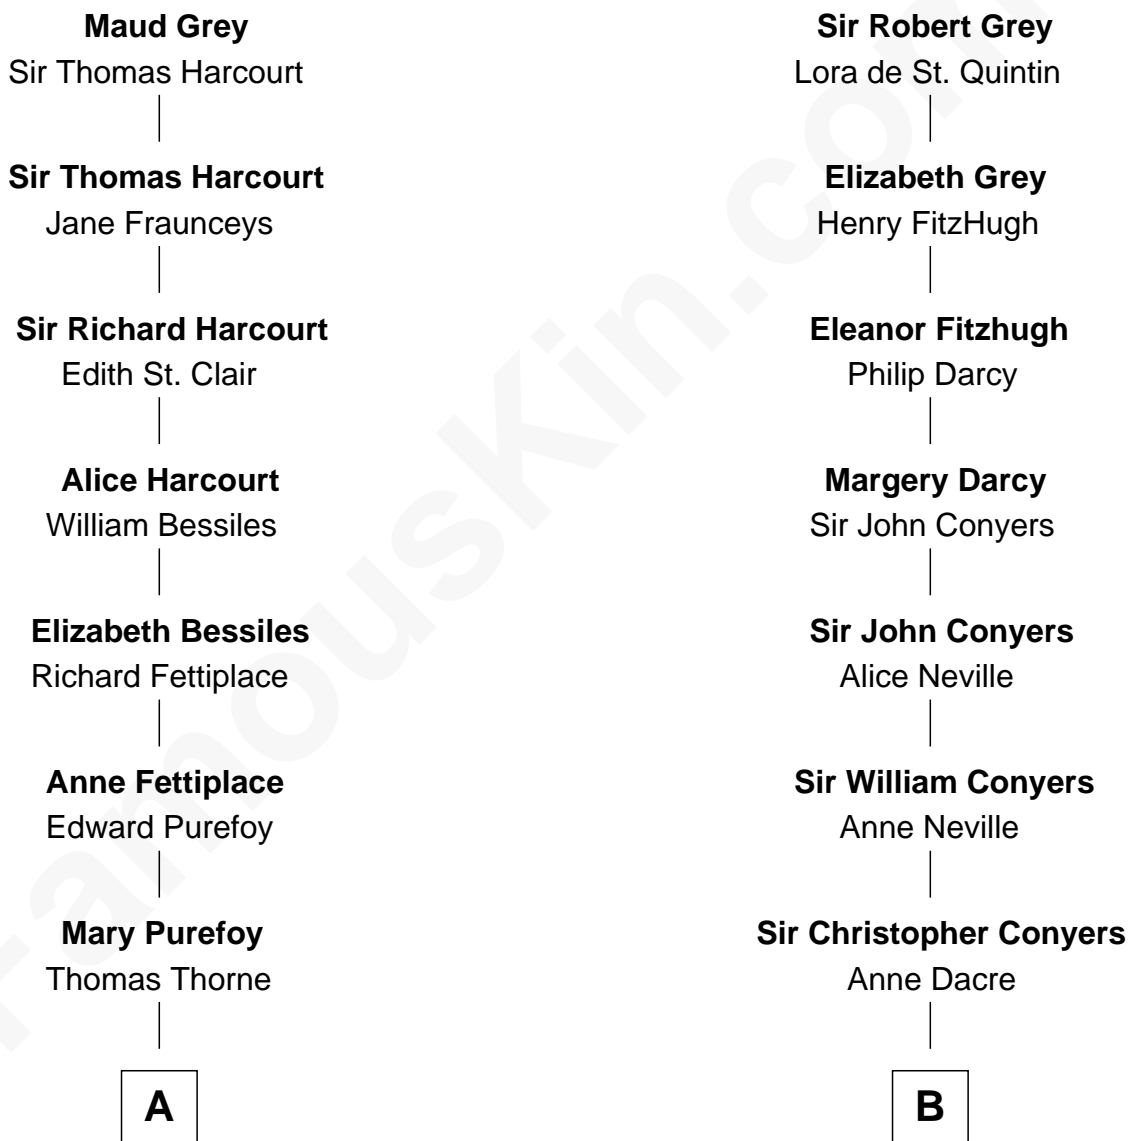 Maud Grey
Sir Thomas Harcourt
Sir Thomas Harcourt
Jane Fraunceys
Sir Richard Harcourt
Edith St. Clair
Alice Harcourt
William Bessiles
Elizabeth Bessiles
Richard Fettiplace
Anne Fettiplace
Edward Purefoy
Mary Purefoy
Thomas Thorne
A
Sir Robert Grey
Lora de St. Quintin
Elizabeth Grey
Henry FitzHugh
Eleanor Fitzhugh
Philip Darcy
Margery Darcy
Sir John Conyers
Sir John Conyers
Alice Neville
Sir William Conyers
Anne Neville
Sir Christopher Conyers
Anne Dacre
B
FamousKin.com